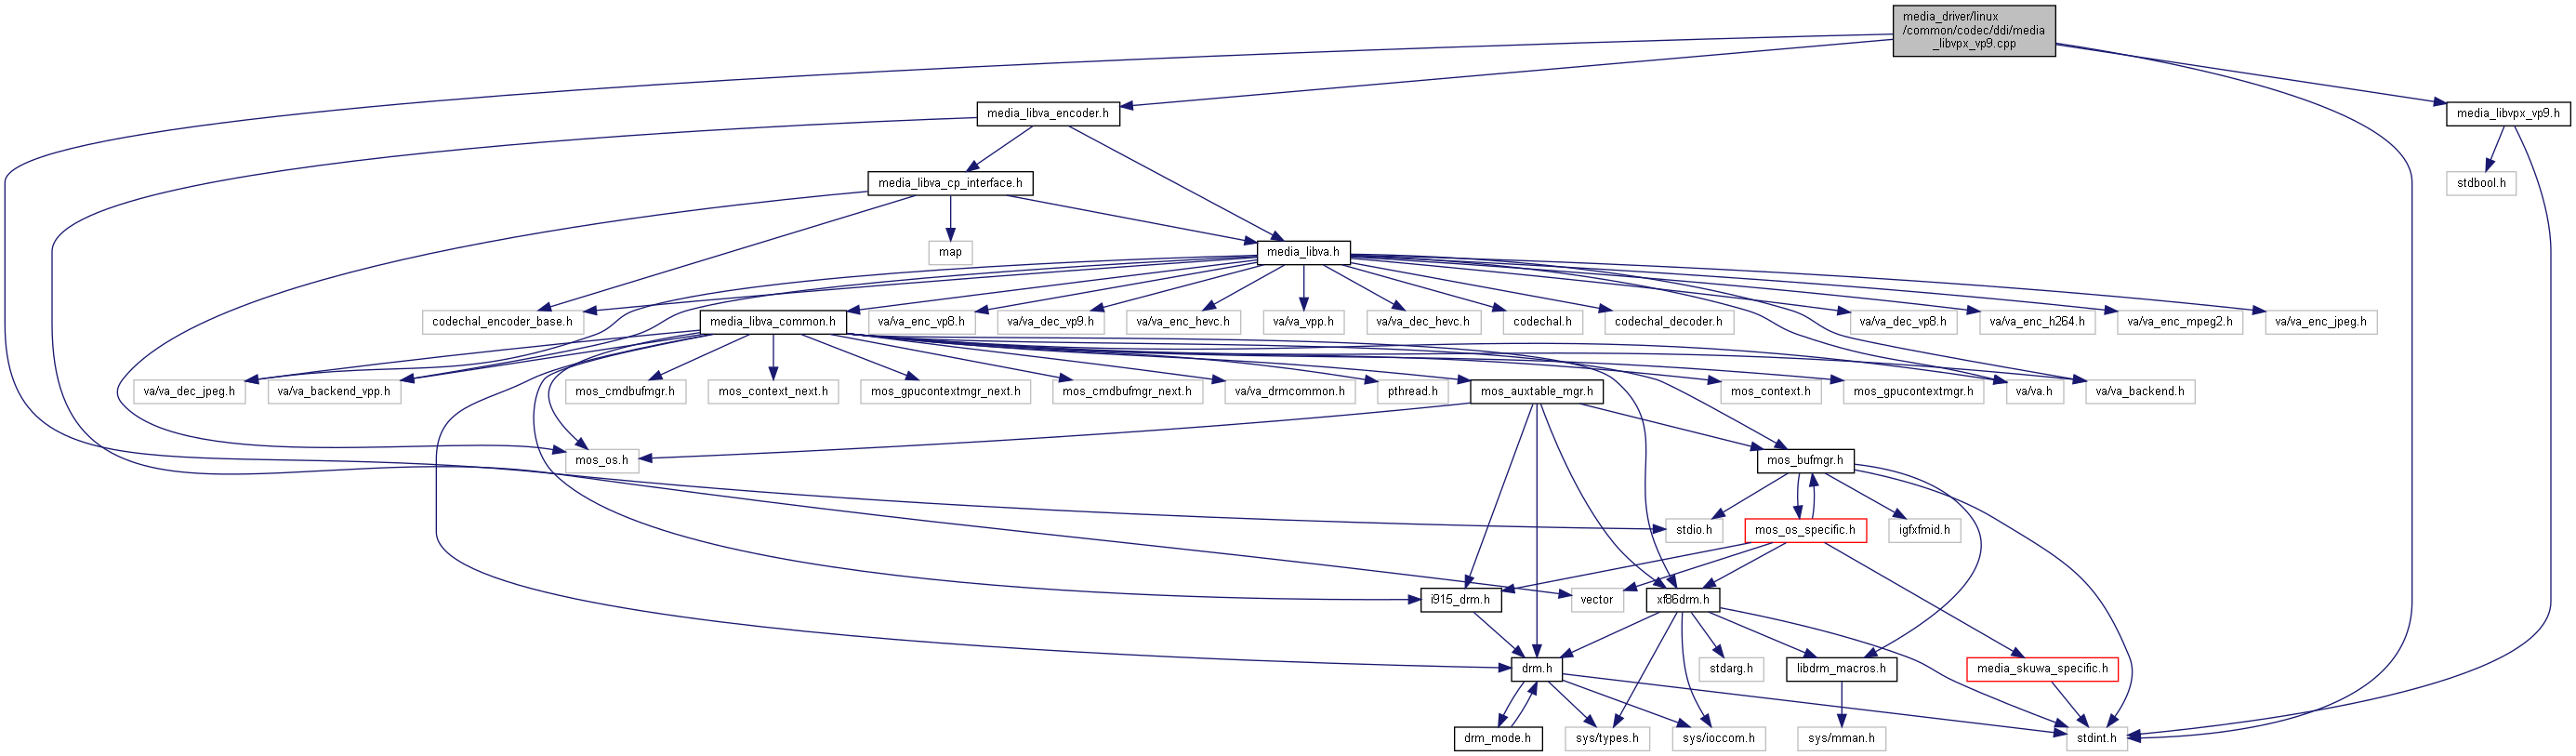 media_driver/linux
/common/codec/ddi/media
_libvpx_vp9.cpp
media_libva_encoder.h
media_libvpx_vp9.h
media_libva_cp_interface.h
stdbool.h
map
media_libva.h
codechal_encoder_base.h
media_libva_common.h
va/va_enc_vp8.h
va/va_dec_vp9.h
va/va_enc_hevc.h
va/va_vpp.h
va/va_dec_hevc.h
codechal.h
codechal_decoder.h
va/va_dec_vp8.h
va/va_enc_h264.h
va/va_enc_mpeg2.h
va/va_enc_jpeg.h
va/va_dec_jpeg.h
va/va_backend_vpp.h
mos_cmdbufmgr.h
mos_context_next.h
mos_gpucontextmgr_next.h
mos_cmdbufmgr_next.h
va/va_drmcommon.h
pthread.h
mos_auxtable_mgr.h
mos_context.h
mos_gpucontextmgr.h
va/va.h
va/va_backend.h
mos_os.h
mos_bufmgr.h
stdio.h
mos_os_specific.h
igfxfmid.h
i915_drm.h
vector
xf86drm.h
drm.h
stdarg.h
libdrm_macros.h
media_skuwa_specific.h
drm_mode.h
sys/types.h
sys/ioccom.h
sys/mman.h
stdint.h